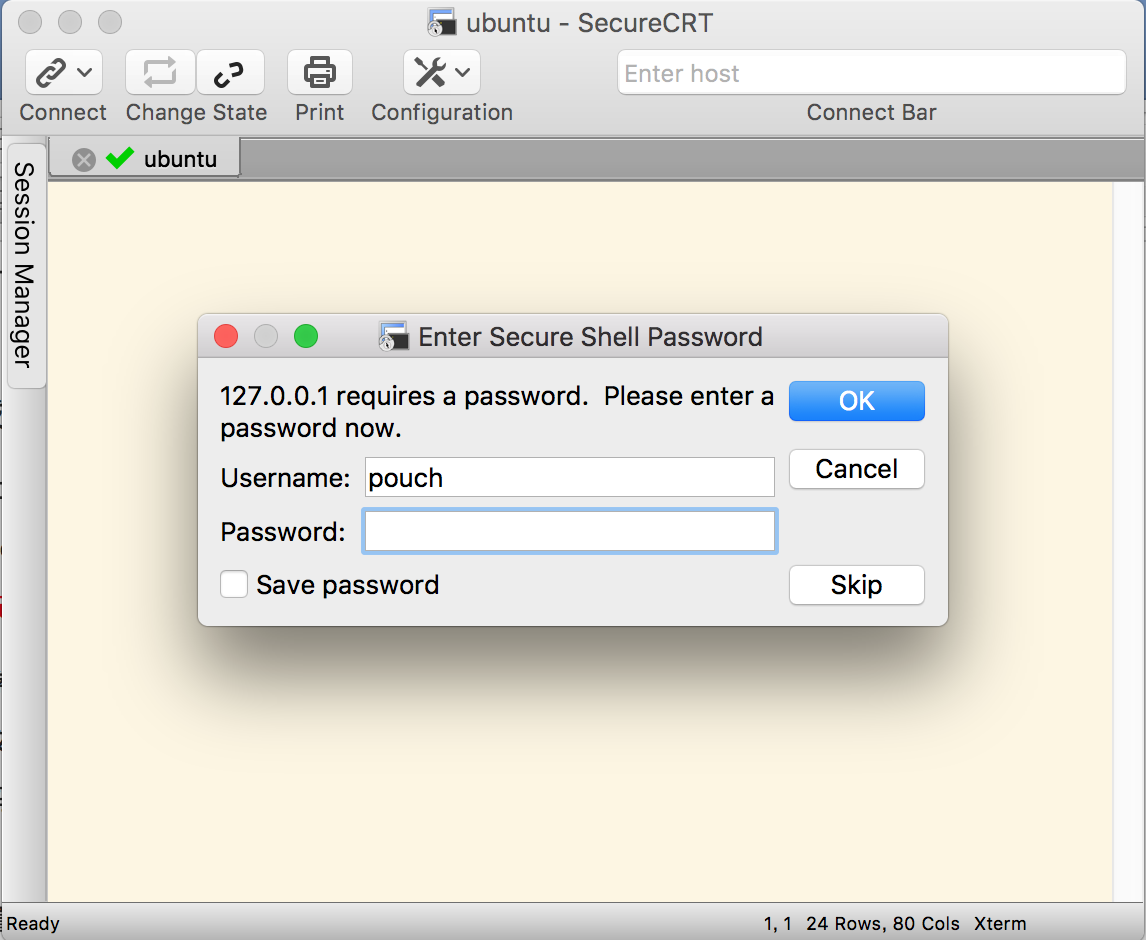 ubuntu - SecureCRT
Enter host
Connect Change State Print Configuration Connect Bar
ubuntu
Session Manager
Enter Secure Shell Password
127.0.0.1 requires a password.  Please enter a
password now.
OK
Username: pouch
Cancel
Password:
Save password
Skip
Ready 1, 1 24 Rows, 80 Cols Xterm